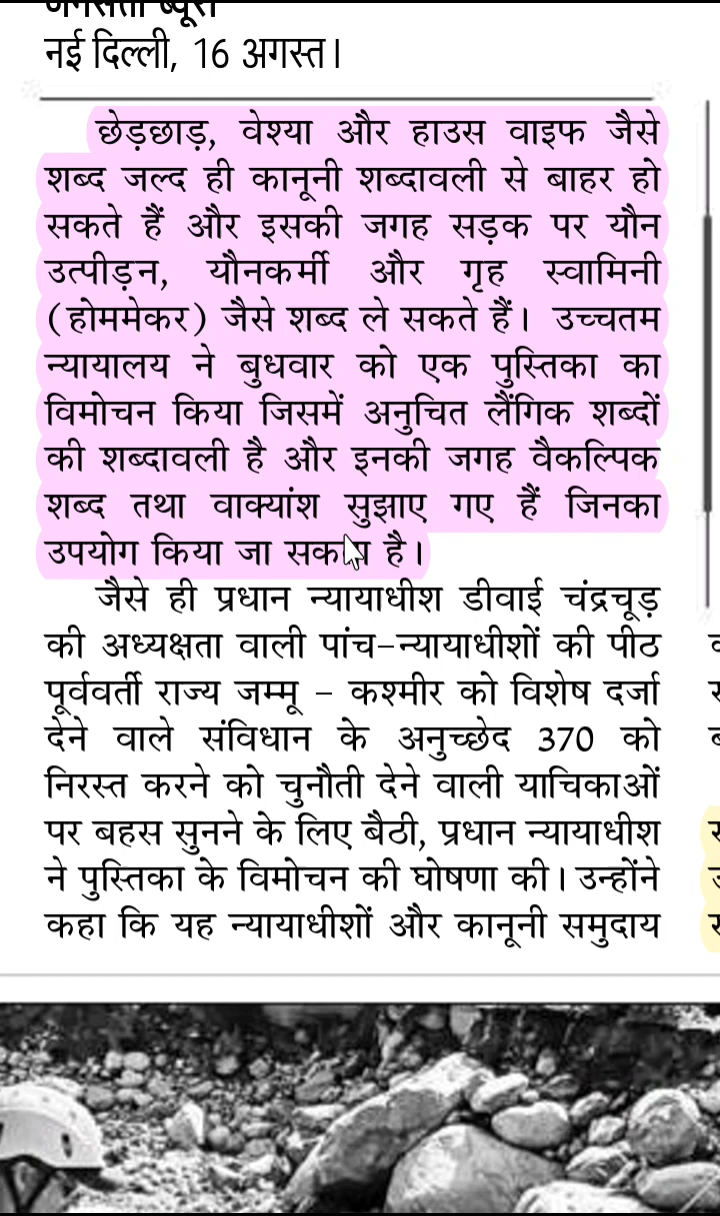 नई दिल्ली, 16 अगस्त।
छेड़छाड़, वेश्या और हाउस वाइफ जैसे
शब्द जल्द ही कानूनी शब्दावली से बाहर हो
सकते हैं और इसकी जगह सड़क पर यौन
उत्पीड़न, यौनकर्मी और गृह स्वामिनी
(होममेकर) जैसे शब्द ले सकते हैं। उच्चतम
न्यायालय ने बुधवार को एक पुस्तिका का
विमोचन किया जिसमें अनुचित लैंगिक शब्दों
की शब्दावली है और इनकी जगह वैकल्पिक
शब्द तथा वाक्यांश सुझाए गए हैं जिनका
उपयोग किया जा है।
जैसे ही प्रधान न्यायाधीश डीवाई चंद्रचूड़
की अध्यक्षता वाली पांच-न्यायाधीशों की पीठ
पूर्ववर्ती राज्य जम्मू - कश्मीर को विशेष दर्जा
देने वाले संविधान के अनुच्छेद 370 को
निरस्त करने को चुनौती देने वाली याचिकाओं
पर बहस सुनने के लिए बैठी, प्रधान न्यायाधीश
ने पुस्तिका के विमोचन की घोषणा की। उन्होंने
कहा कि यह न्यायाधीशों और कानूनी समुदाय